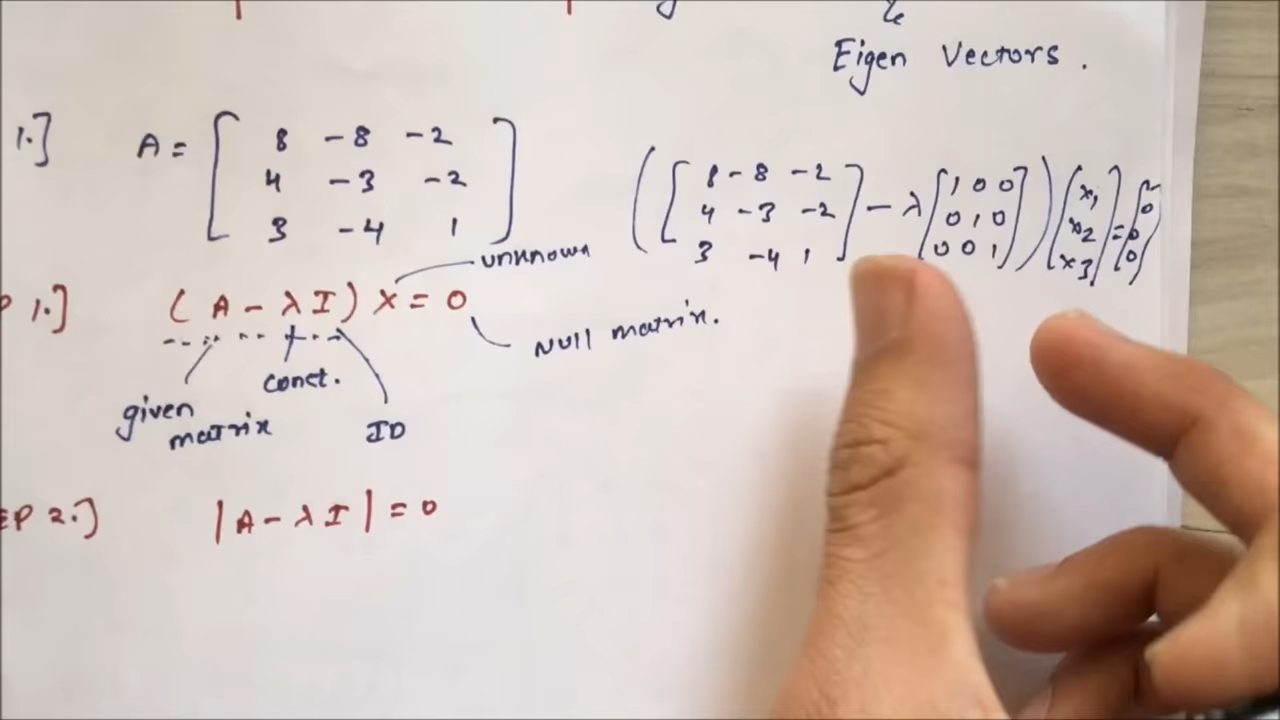 Eigen Vectors.
1.] A = [ 8 -8 -2
4 -3 -2
3 -4 1 ]
( [ 8 -8 -2
4 -3 -2
3 -4 1 ] - λ [ 1 0 0
0 1 0
0 0 1 ] ) [ x1
x2
x3 ] = [ 0
0
0 ]
unknown
P 1.] (A - λI) X = 0
Null matrix.
const.
given
matrix
ID
EP 2.] |A - λI| = 0